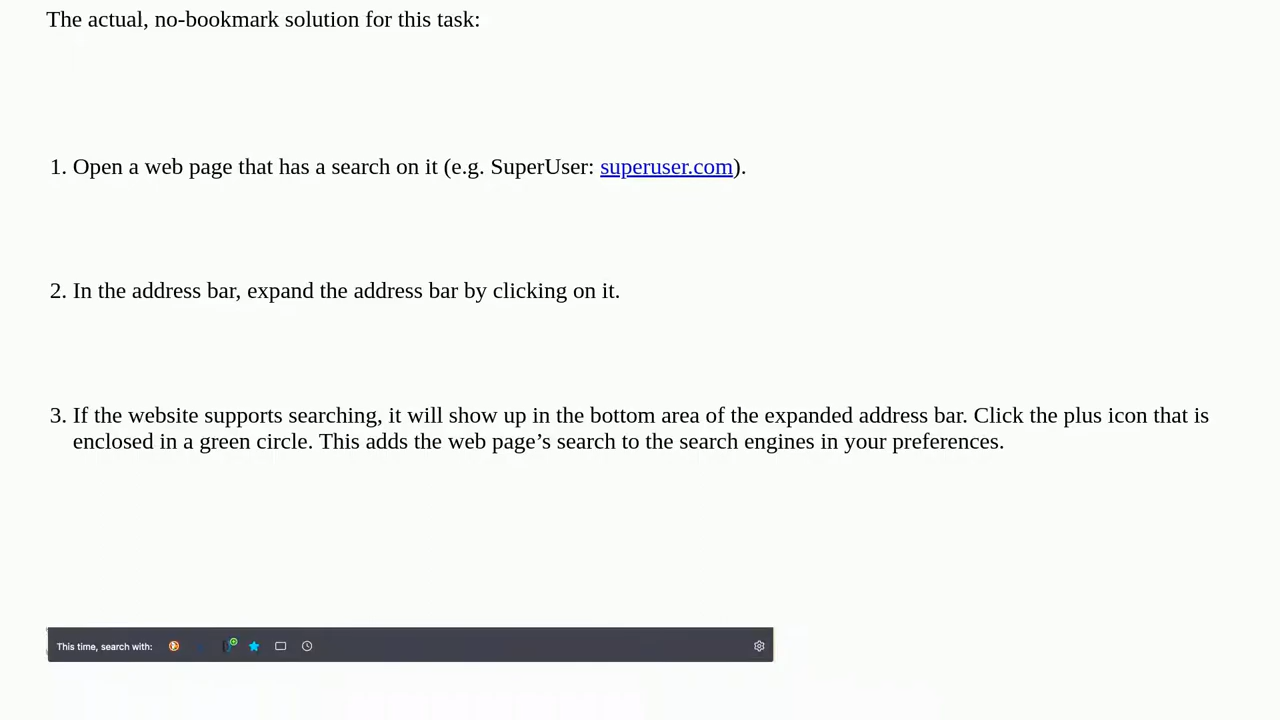 The actual, no-bookmark solution for this task:
1. Open a web page that has a search on it (e.g. SuperUser: superuser.com).
2. In the address bar, expand the address bar by clicking on it.
3. If the website supports searching, it will show up in the bottom area of the expanded address bar. Click the plus icon that is
enclosed in a green circle. This adds the web page’s search to the search engines in your preferences.
This time, search with: